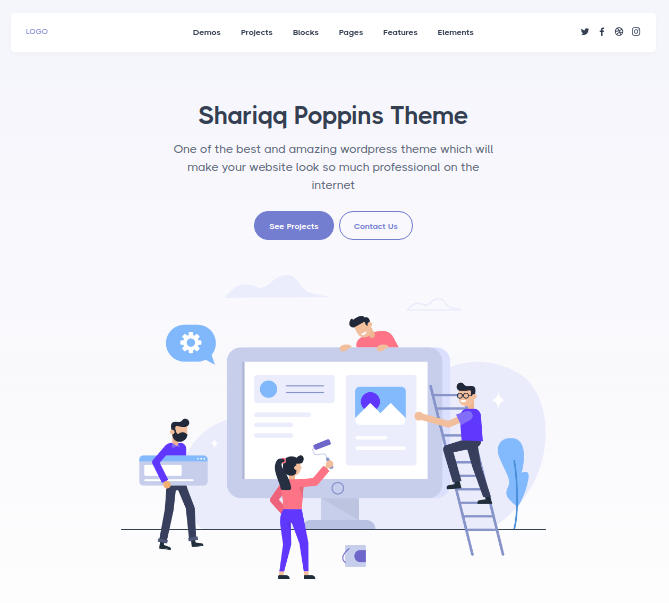 LOGO
Demos Projects Blocks Pages Features Elements
Shariqq Poppins Theme
One of the best and amazing wordpress theme which will
make your website look so much professional on the
internet
See Projects Contact Us